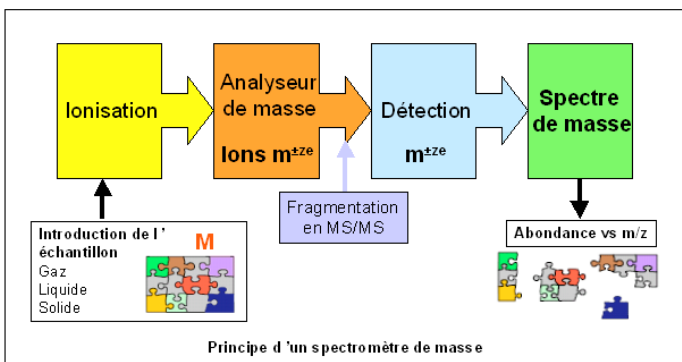 Ionisation
Analyseur
de masse
Ions m±ze
Détection
m±ze
Spectre
de masse
Fragmentation
en MS/MS
Introduction de l '
échantillon
Gaz
Liquide
Solide
M
Abondance vs m/z
Principe d 'un spectromètre de masse